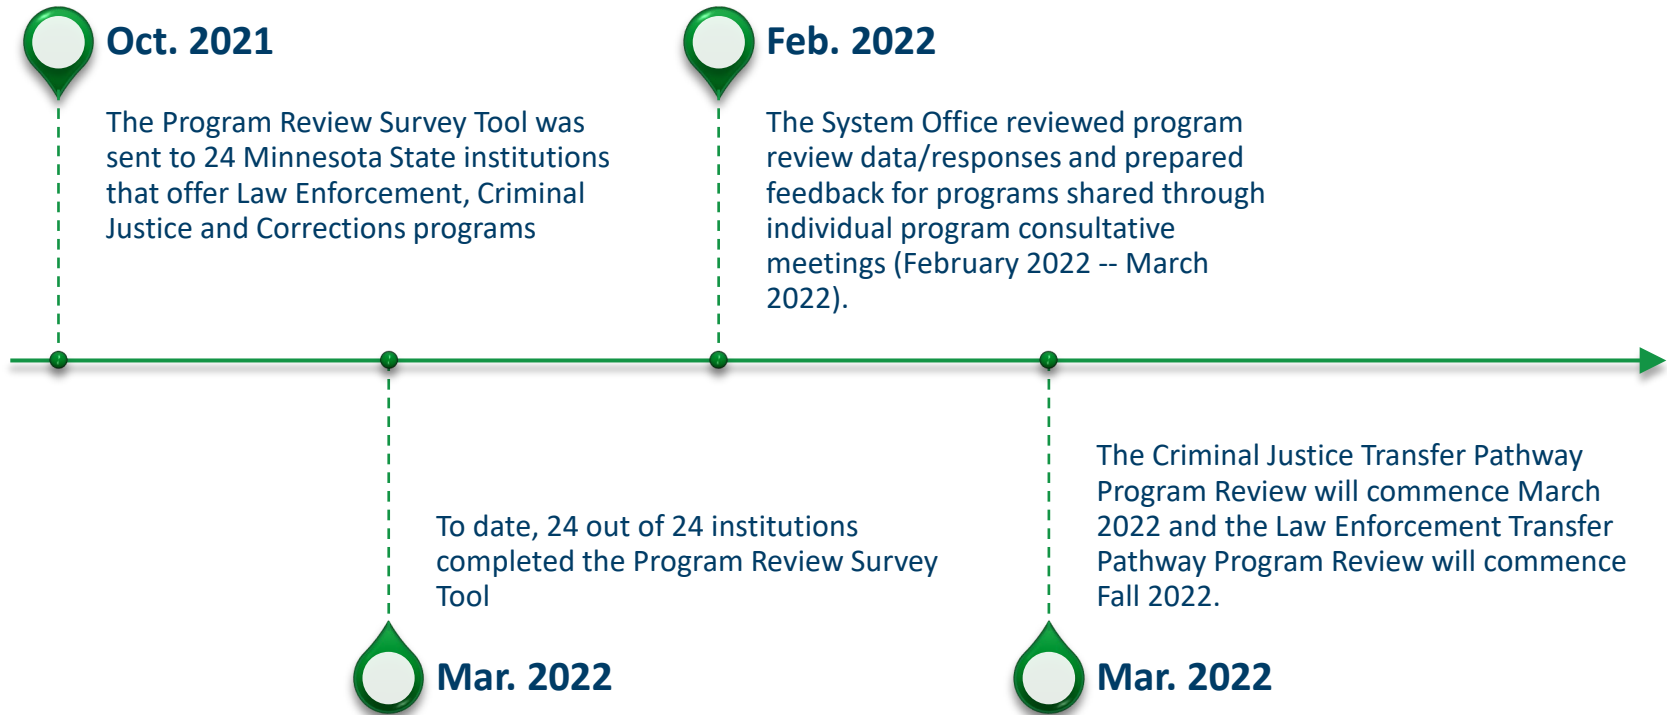 Oct. 2021
The Program Review Survey Tool was
sent to 24 Minnesota State institutions
that offer Law Enforcement, Criminal
Justice and Corrections programs
Feb. 2022
The System Office reviewed program
review data/responses and prepared
feedback for programs shared through
individual program consultative
meetings (February 2022 -- March
2022).
To date, 24 out of 24 institutions
completed the Program Review Survey
Tool
Mar. 2022
The Criminal Justice Transfer Pathway
Program Review will commence March
2022 and the Law Enforcement Transfer
Pathway Program Review will commence
Fall 2022.
Mar. 2022